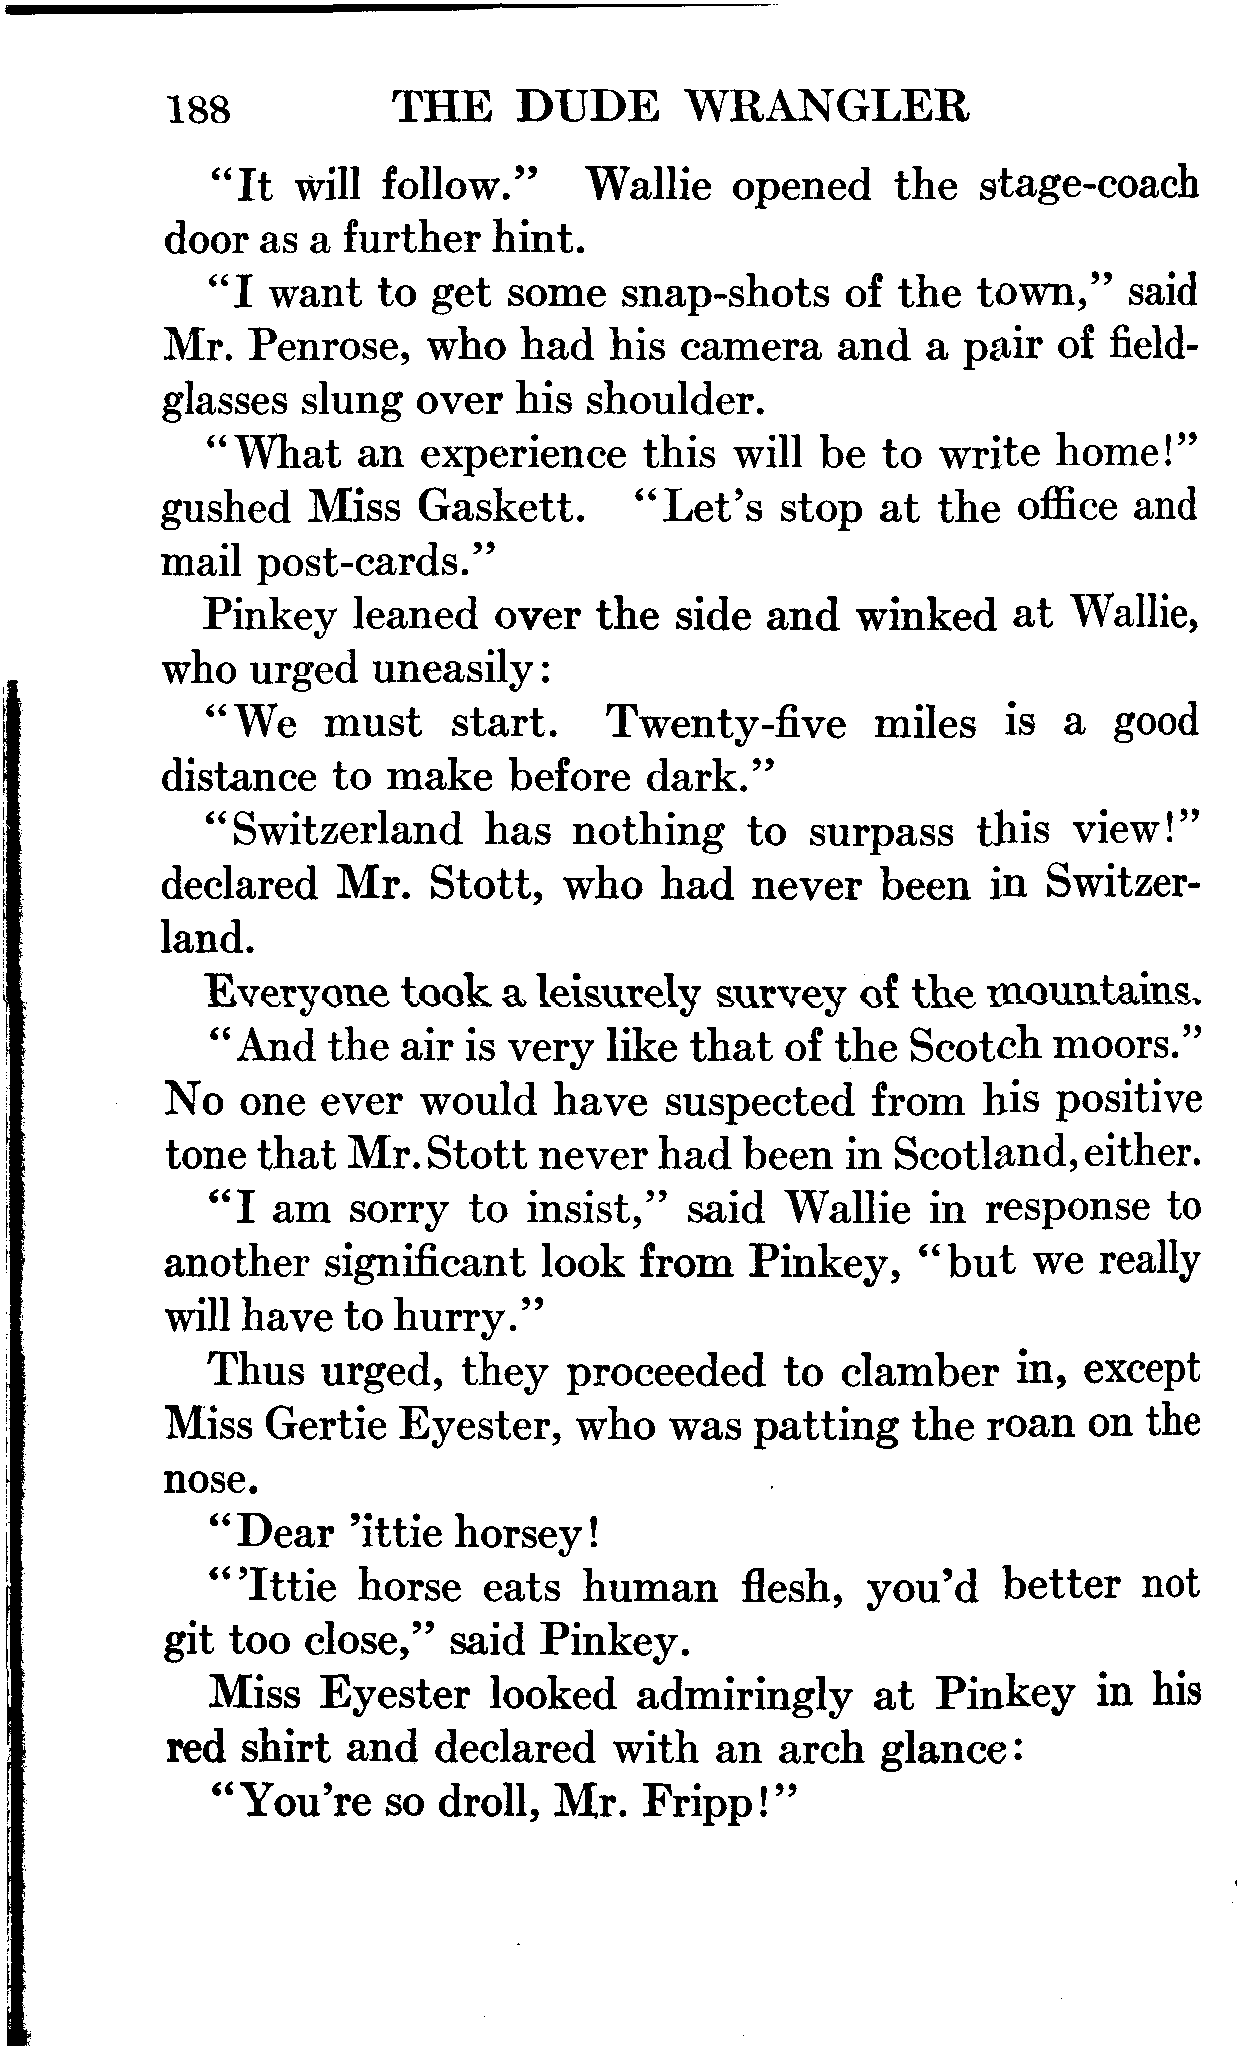 188 THE DUDE WRANGLER
“It will follow.” Wallie opened the stage-coach
door as a further hint.
“I want to get some snap-shots of the town,” said
Mr. Penrose, who had his camera and a pair of field-
glasses slung over his shoulder.
“What an experience this will be to write home!”
gushed Miss Gaskett. “Let’s stop at the office and
mail post-cards.”
Pinkey leaned over the side and winked at Wallie,
who urged uneasily:
“We must start. Twenty-five miles is a good
distance to make before dark.”
“Switzerland has nothing to surpass this view!”
declared Mr. Stott, who had never been in Switzer-
land.
Everyone took a leisurely survey of the mountains.
“And the air is very like that of the Scotch moors.”
No one ever would have suspected from his positive
tone that Mr. Stott never had been in Scotland, either.
“I am sorry to insist,” said Wallie in response to
another significant look from Pinkey, “but we really
will have to hurry.”
Thus urged, they proceeded to clamber in, except
Miss Gertie Eyester, who was patting the roan on the
nose.
“Dear ’ittie horsey!
“’Ittie horse eats human flesh, you’d better not
git too close,” said Pinkey.
Miss Eyester looked admiringly at Pinkey in his
red shirt and declared with an arch glance:
“You’re so droll, Mr. Fripp!”